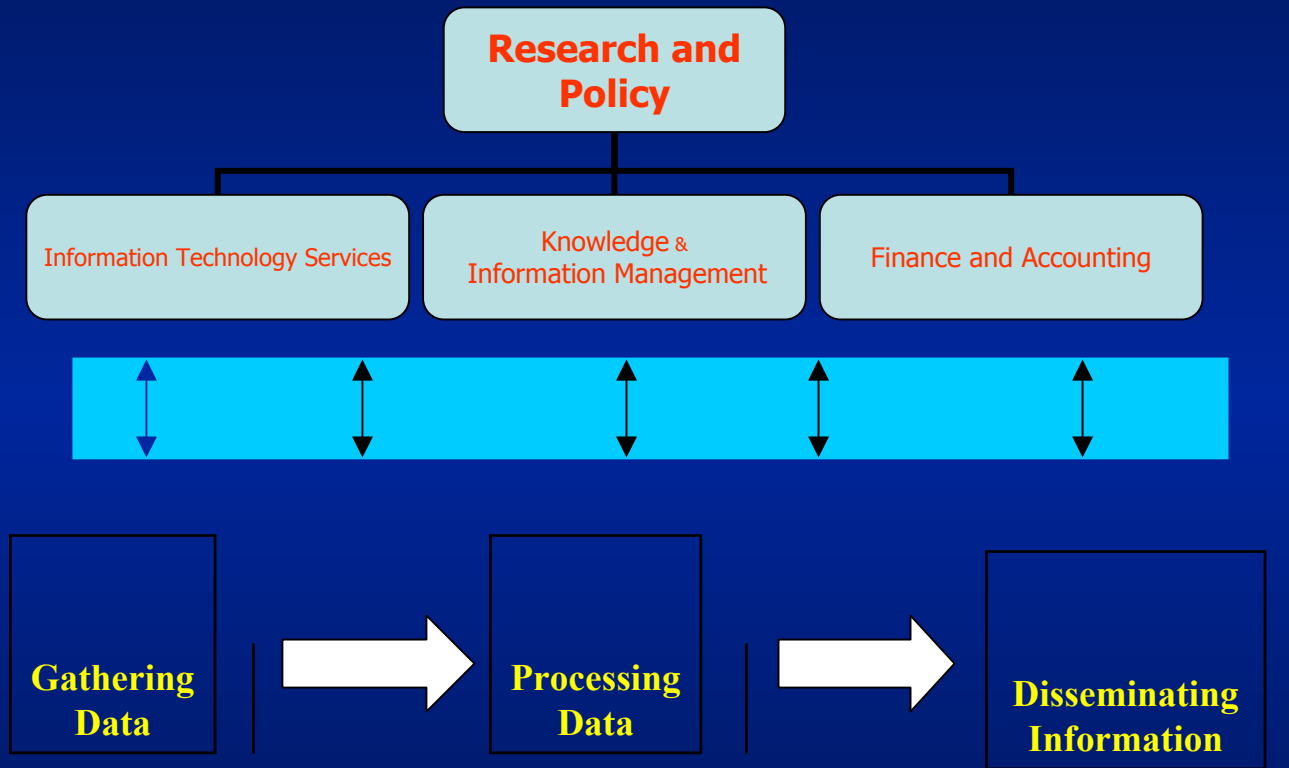 Research and
Policy
Information Technology Services
Knowledge &
Information Management
Finance and Accounting
Gathering
Data
Processing
Data
Disseminating
Information